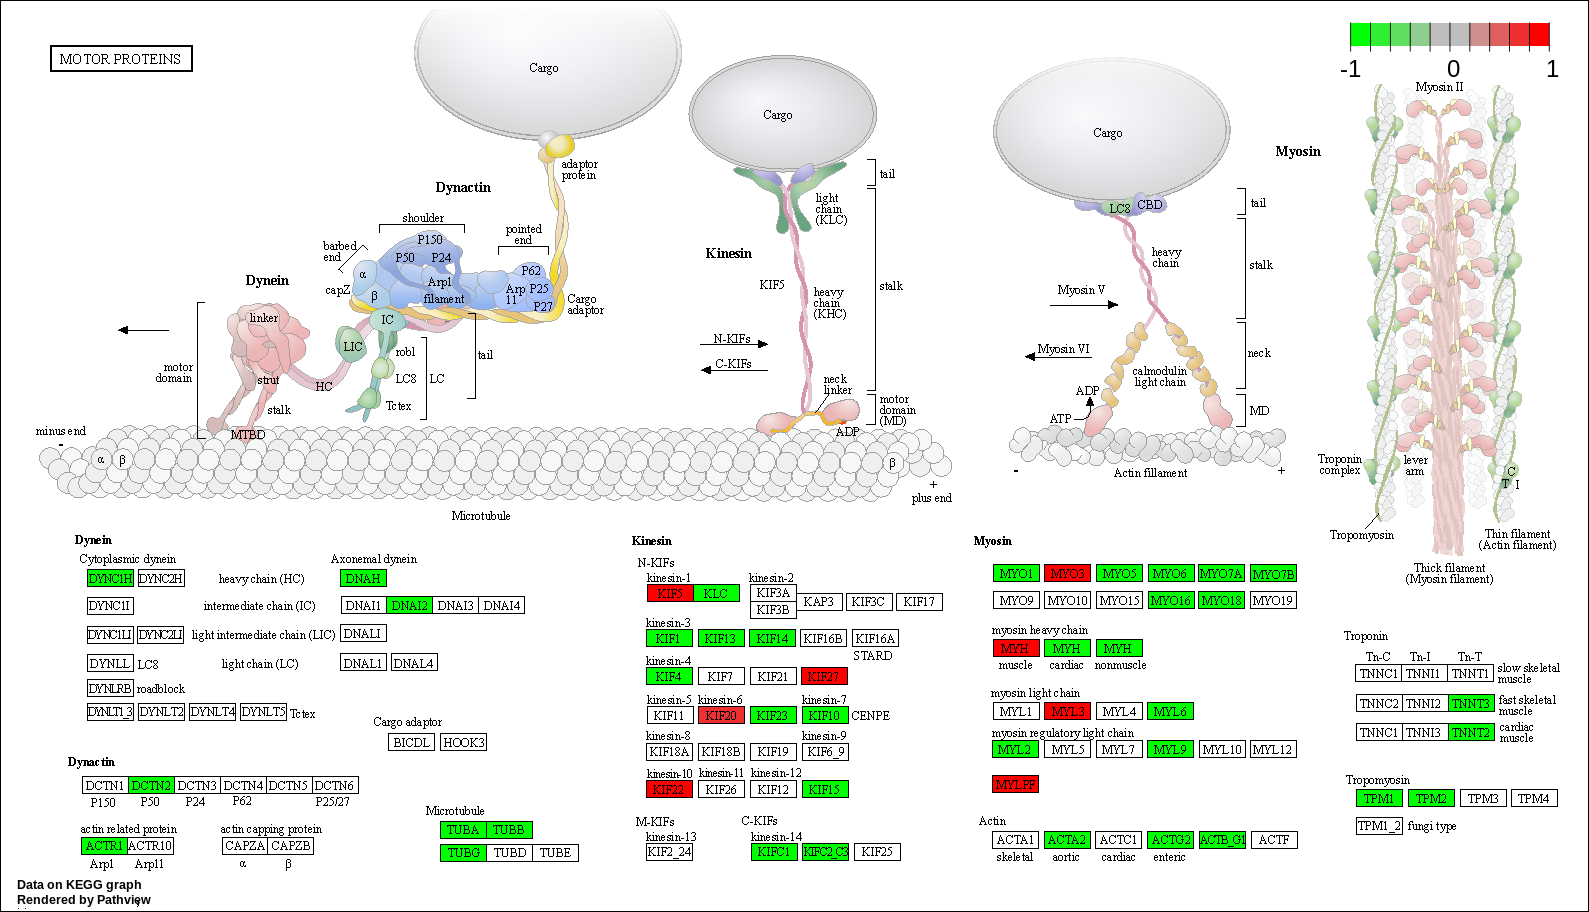 MOTOR PROTEINS
-1 0 1
Cargo
adaptor
protein
Dynactin
shoulder
pointed
end
barbed
end
P150
P50 P24
α
Arp1
filament
capZ
β
Arp
11
P62
P25
P27
Cargo
adaptor
Dynein
linker
IC
LIC
robl
LC8
LC
Tctex
tail
motor
domain
strut
HC
stalk
MTBD
minus end
-
α β
Microtubule
Cargo
tail
light
chain
(KLC)
Kinesin
KIF5
heavy
chain
(KHC)
stalk
N-KIFs
C-KIFs
neck
linker
motor
domain
(MD)
ADP
β
+
plus end
Cargo
Myosin
LC8 CBD
tail
heavy
chain
stalk
Myosin V
Myosin VI
neck
calmodulin
light chain
ADP
ATP
MD
-
+
Actin fillament
Myosin II
Troponin
complex
lever
arm
C
T I
Tropomyosin
Thin filament
(Actin filament)
Thick filament
(Myosin filament)
Dynein
Cytoplasmic dynein Axonemal dynein
DYNC1H DYNC2H heavy chain (HC) DNAH
DYNC1I intermediate chain (IC) DNAI1 DNAI2 DNAI3 DNAI4
DYNC1LI DYNC2LI light intermediate chain (LIC) DNALI
DYNLL LC8 light chain (LC) DNAL1 DNAL4
DYNLRB roadblock
DYNLT1_3 DYNLT2 DYNLT4 DYNLT5 Tctex
Cargo adaptor
BICDL HOOK3
Dynactin
DCTN1 DCTN2 DCTN3 DCTN4 DCTN5 DCTN6
P150 P50 P24 P62 P25/27
actin related protein actin capping protein
ACTR1 ACTR10 CAPZA CAPZB
Arp1 Arp11 α β
Microtubule
TUBA TUBB
TUBG TUBD TUBE
Kinesin
N-KIFs
kinesin-1 kinesin-2
KIF5 KLC KIF3A
KIF3B KAP3 KIF3C KIF17
kinesin-3
KIF1 KIF13 KIF14 KIF16B KIF16A
STARD
kinesin-4
KIF4 KIF7 KIF21 KIF27
kinesin-5 kinesin-6 kinesin-7
KIF11 KIF20 KIF23 KIF10 CENPE
kinesin-8 kinesin-9
KIF18A KIF18B KIF19 KIF6_9
kinesin-10 kinesin-11 kinesin-12
KIF22 KIF26 KIF12 KIF15
M-KIFs C-KIFs
kinesin-13 kinesin-14
KIF2_24 KIFC1 KIFC2_C3 KIF25
Myosin
MYO1 MYO3 MYO5 MYO6 MYO7A MYO7B
MYO9 MYO10 MYO15 MYO16 MYO18 MYO19
myosin heavy chain
MYH MYH MYH
muscle cardiac nonmuscle
myosin light chain
MYL1 MYL3 MYL4 MYL6
myosin regulatory light chain
MYL2 MYL5 MYL7 MYL9 MYL10 MYL12
MYLPF
Actin
ACTA1 ACTA2 ACTC1 ACTG2 ACTB_G1 ACTF
skeletal aortic cardiac enteric
Troponin
Tn-C Tn-I Tn-T
TNNC1 TNNI1 TNNT1 slow skeletal
muscle
TNNC2 TNNI2 TNNT3 fast skeletal
muscle
TNNC1 TNNI3 TNNT2 cardiac
muscle
Tropomyosin
TPM1 TPM2 TPM3 TPM4
TPM1_2 fungi type
Data on KEGG graph
Rendered by Pathview